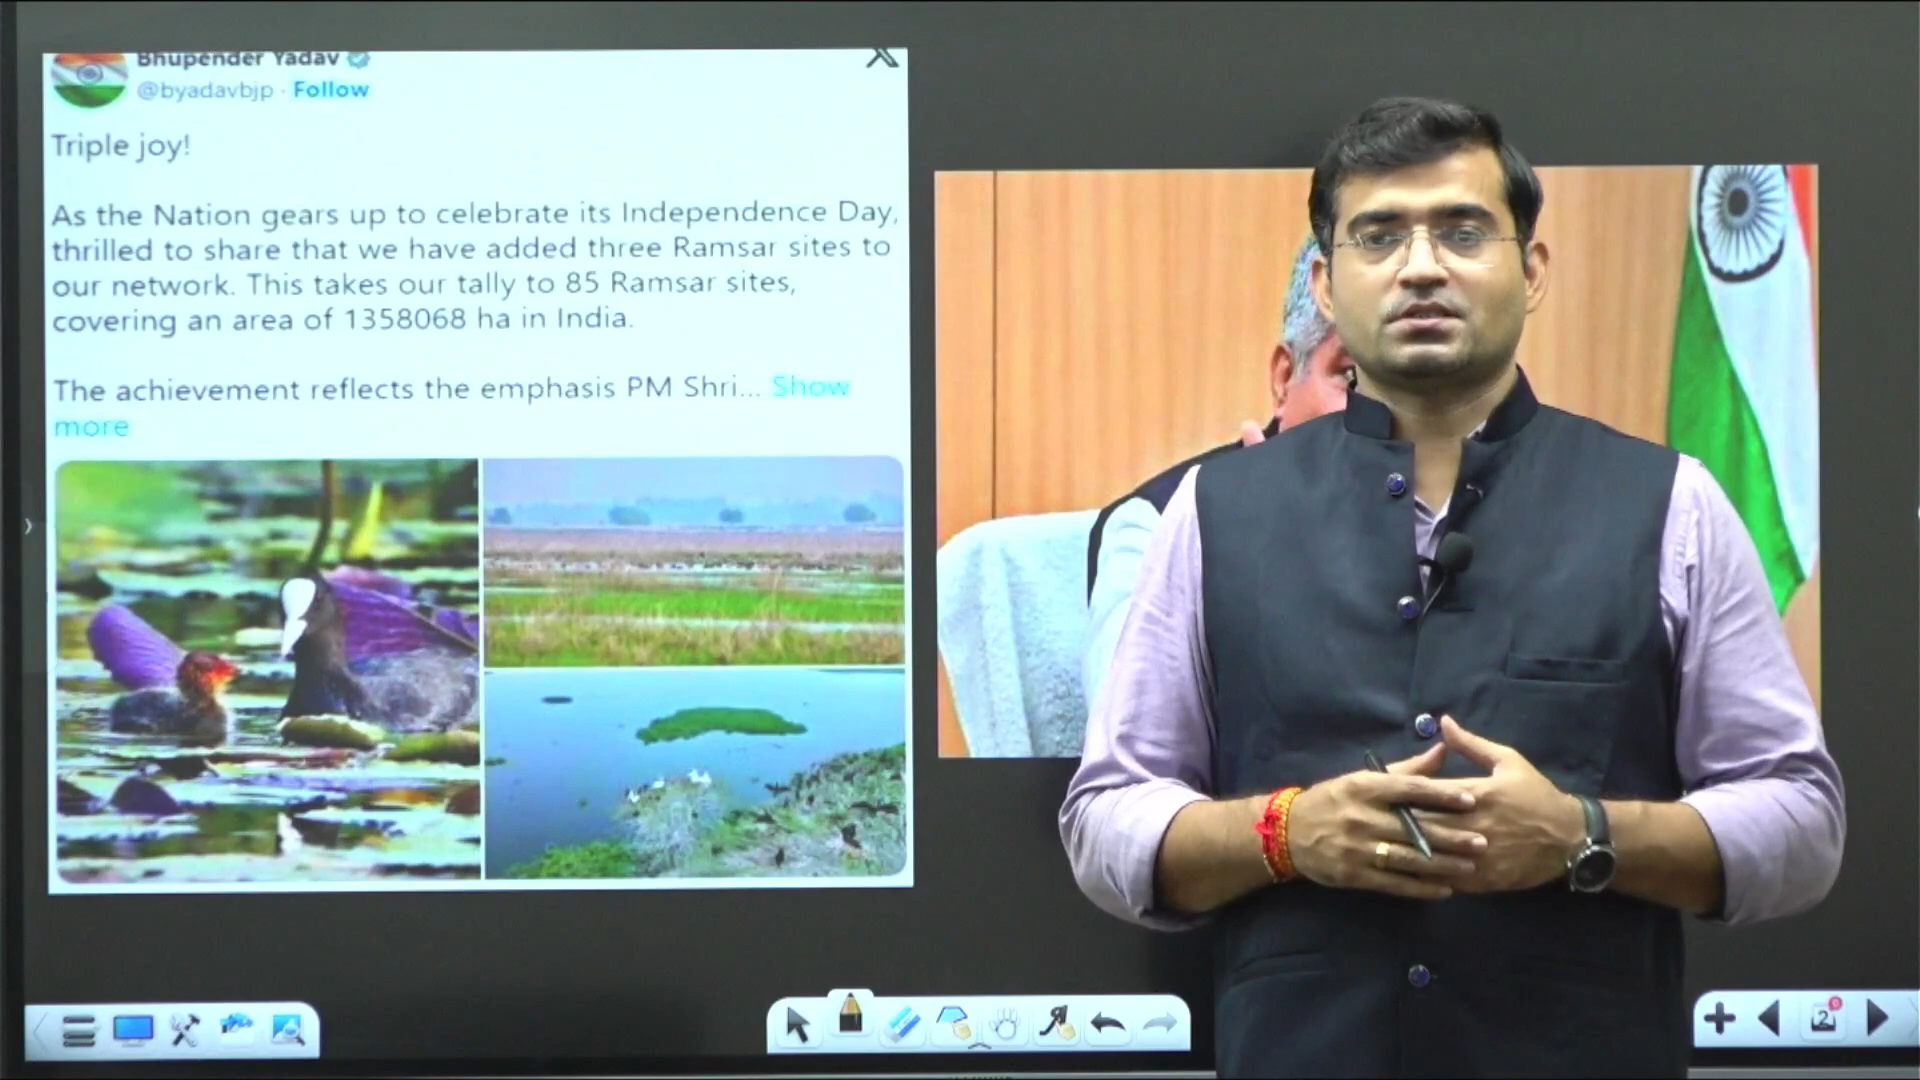 Bhupender Yadav
@byadavbjp · Follow
Triple joy!
As the Nation gears up to celebrate its Independence Day,
thrilled to share that we have added three Ramsar sites to
our network. This takes our tally to 85 Ramsar sites,
covering an area of 1358068 ha in India.
The achievement reflects the emphasis PM Shri... Show
more
2